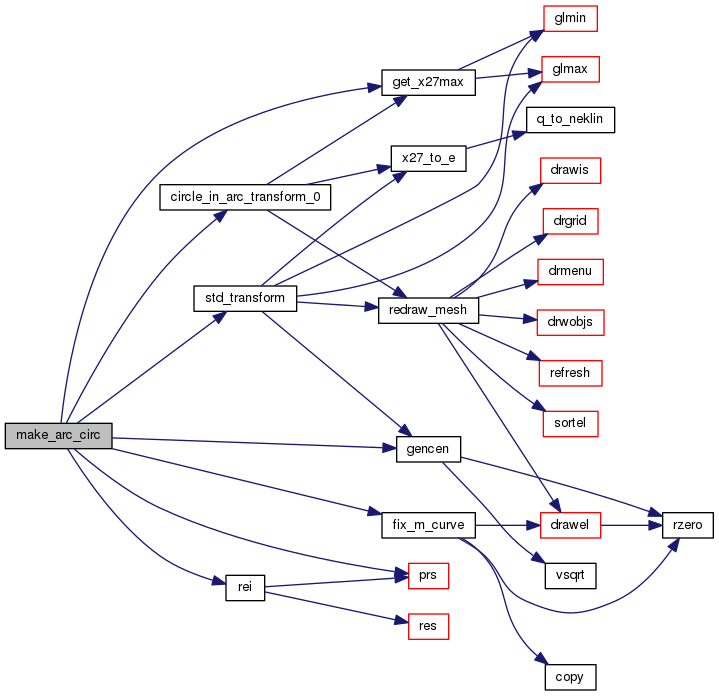 glmin
glmax
get_x27max
q_to_neklin
x27_to_e
drawis
circle_in_arc_transform_0
drgrid
drmenu
std_transform
redraw_mesh
drwobjs
refresh
sortel
make_arc_circ
gencen
fix_m_curve
drawel
rzero
prs
vsqrt
rei
res
copy